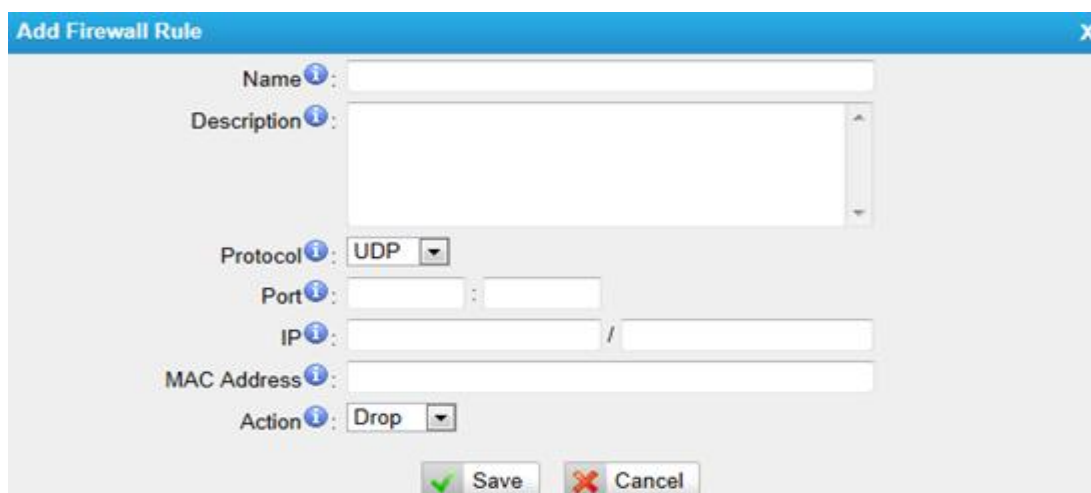 Add Firewall Rule X
Name i :
Description i :
Protocol i : UDP
Port i : :
IP i : /
MAC Address i :
Action i : Drop
Save Cancel